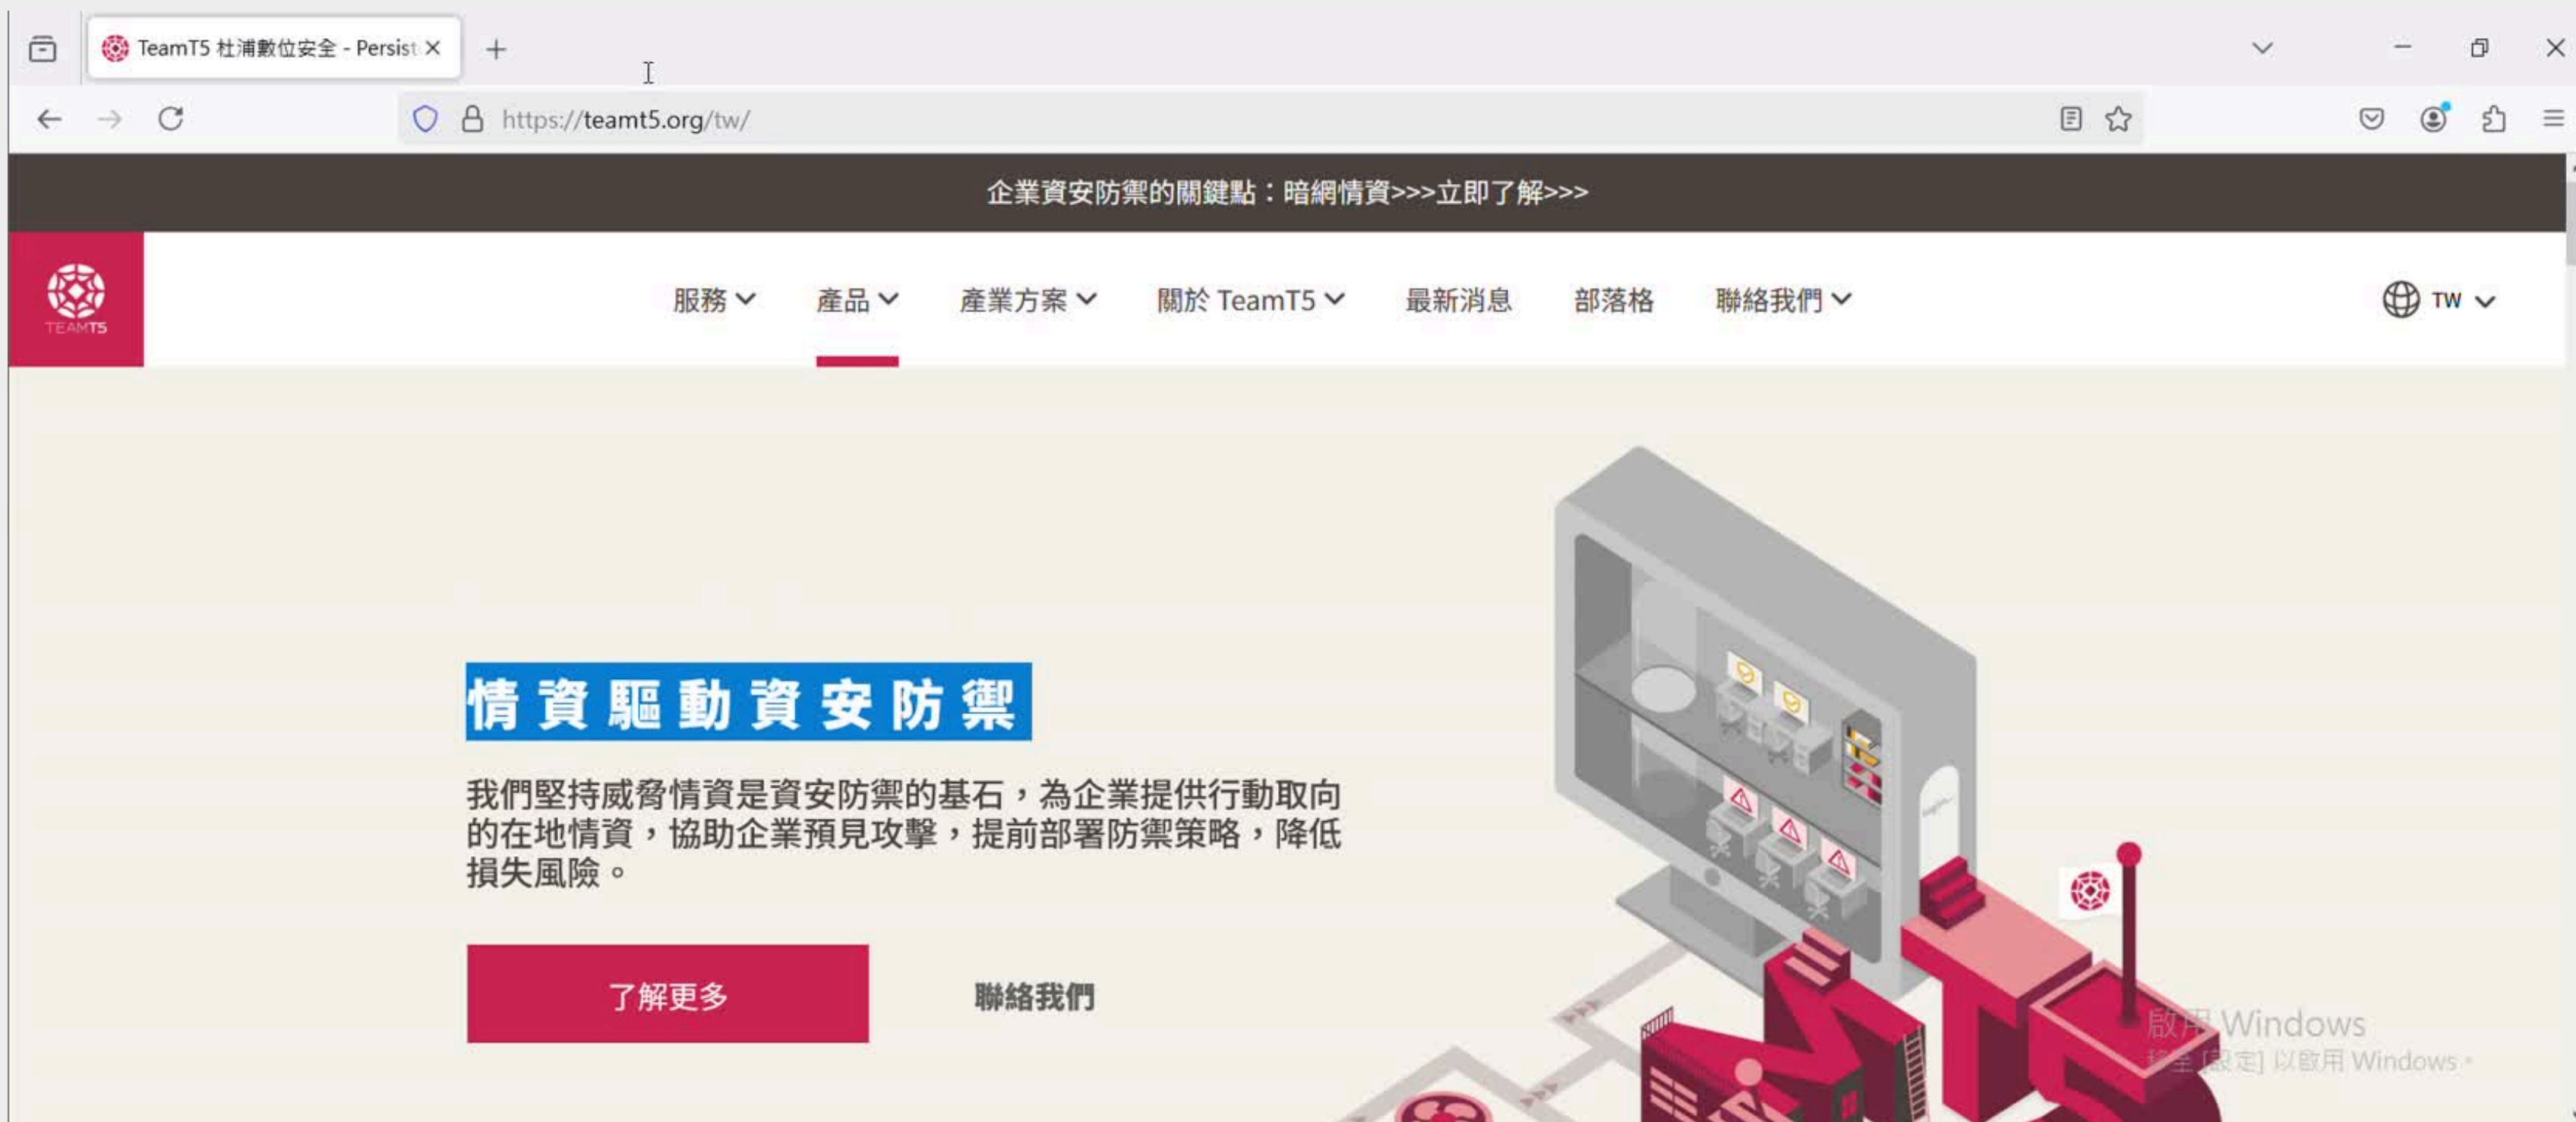 TeamT5 杜浦數位安全 - Persist
https://teamt5.org/tw/
企業資安防禦的關鍵點：暗網情資>>>立即了解>>>
TEAMT5
服務 產品 產業方案 關於 TeamT5 最新消息 部落格 聯絡我們 TW
情資驅動資安防禦
我們堅持威脅情資是資安防禦的基石，為企業提供行動取向
的在地情資，協助企業預見攻擊，提前部署防禦策略，降低
損失風險。
了解更多 聯絡我們
啟用 Windows
移至 [設定] 以啟用 Windows。